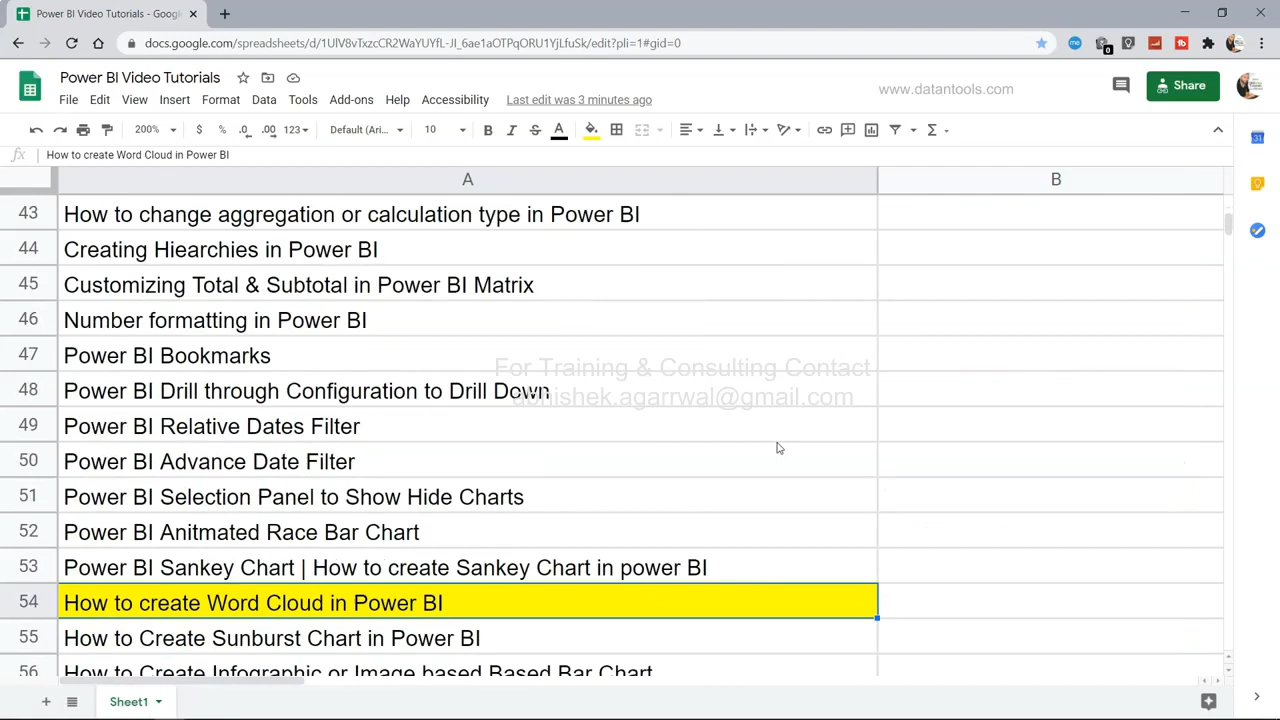 Power BI Video Tutorials - Googl
docs.google.com/spreadsheets/d/1UlV8vTxzcCR2WaYUYfL-JI_6ae1aOTPqORU1YjLfuSk/edit?pli=1#gid=0
Power BI Video Tutorials
www.datantools.com
Share
File Edit View Insert Format Data Tools Add-ons Help Accessibility Last edit was 3 minutes ago
200% $ % .0 .00 123 Default (Ari... 10 B I S A
fx How to create Word Cloud in Power BI
A B
43 How to change aggregation or calculation type in Power BI
44 Creating Hiearchies in Power BI
45 Customizing Total & Subtotal in Power BI Matrix
46 Number formatting in Power BI
47 Power BI Bookmarks
For Training & Consulting Contact
48 Power BI Drill through Configuration to Drill Down
abhishek.agarrwal@gmail.com
49 Power BI Relative Dates Filter
50 Power BI Advance Date Filter
51 Power BI Selection Panel to Show Hide Charts
52 Power BI Anitmated Race Bar Chart
53 Power BI Sankey Chart | How to create Sankey Chart in power BI
54 How to create Word Cloud in Power BI
55 How to Create Sunburst Chart in Power BI
56 How to Create Infographic or Image based Based Bar Chart
Sheet1